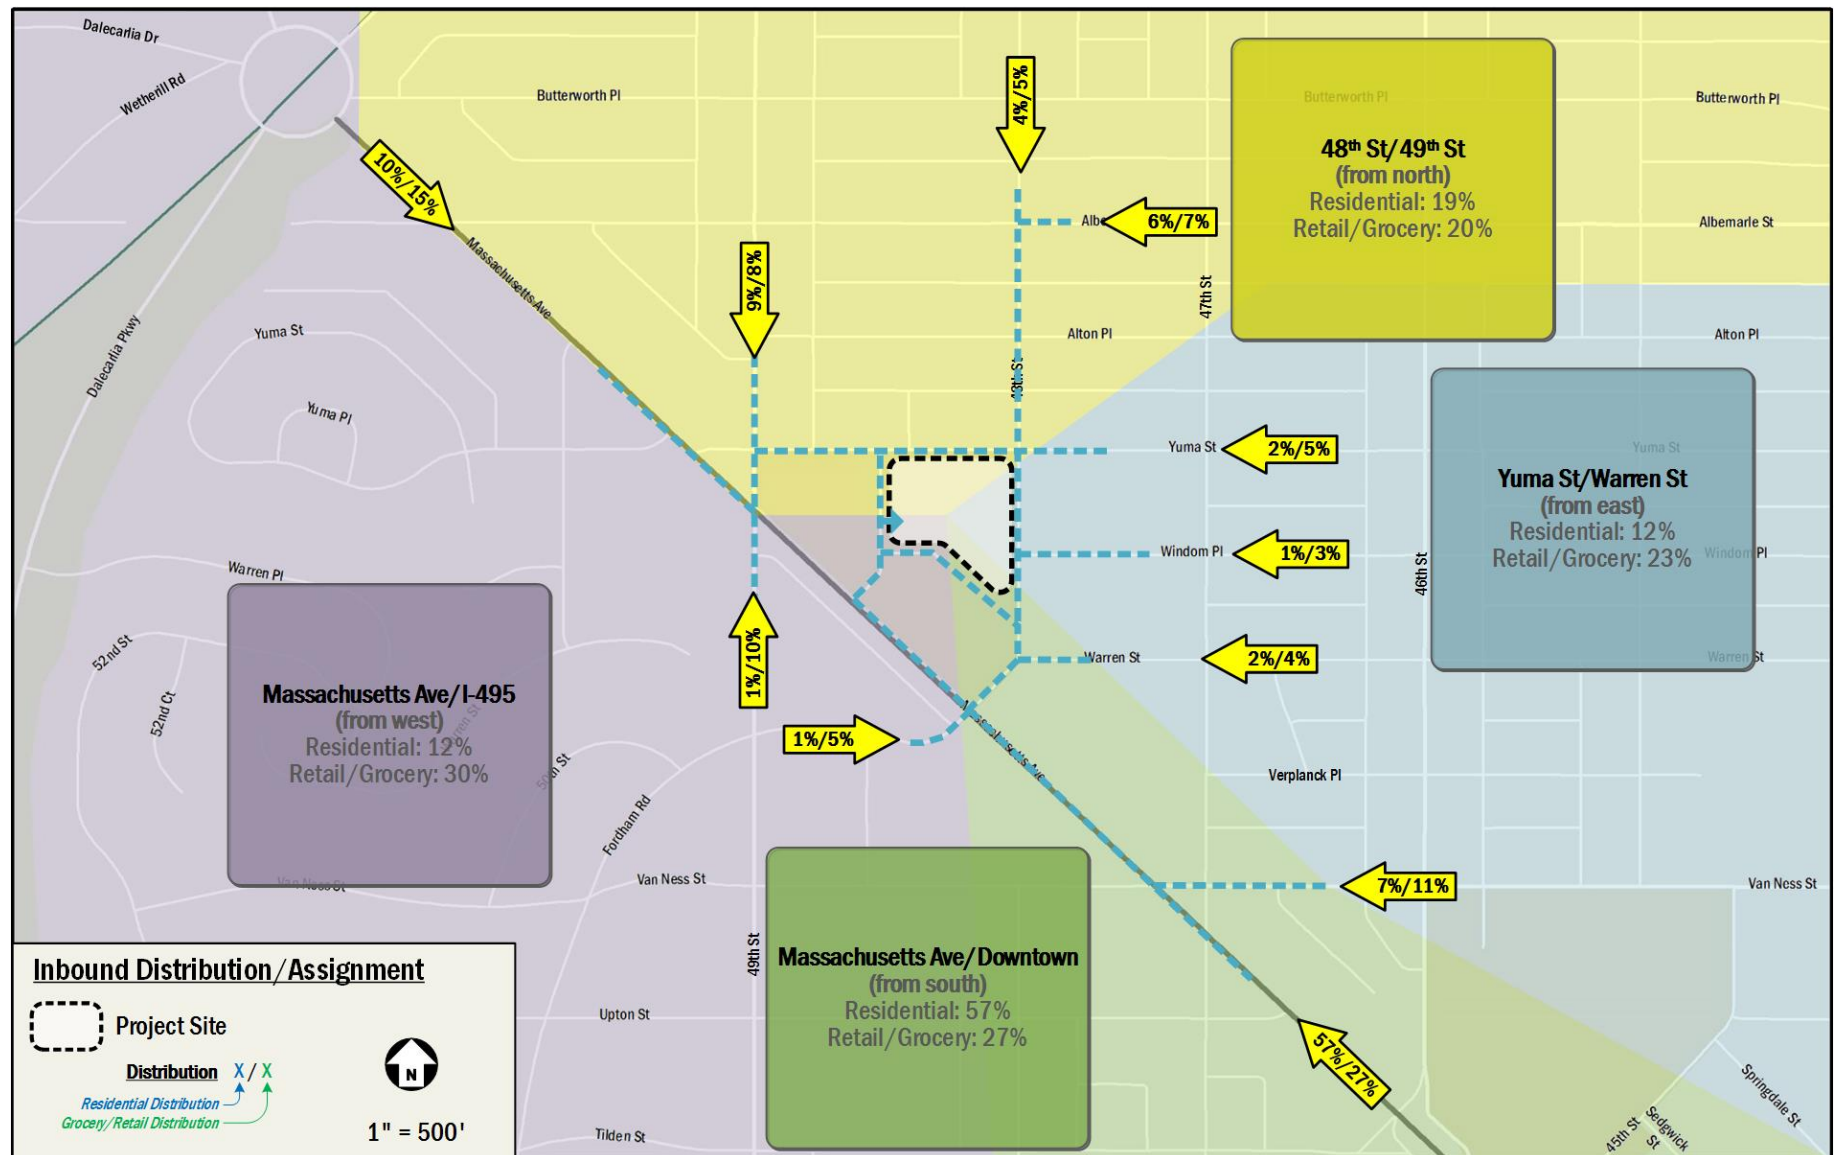 Dalecarlia Dr
Wetherill Rd
Butterworth Pl
4%/5%
Butterworth Pl
Butterworth Pl
48th St/49th St
(from north)
Residential: 19%
Retail/Grocery: 20%
10%/15%
6%/7%
Albemarle St
Massachusetts Ave
9%/8%
47th St
Dalecarlia Pkwy
Yuma St
Alton Pl
Alton Pl
48th St
Yuma Pl
Yuma St
2%/5%
Yuma St
Yuma St/Warren St
(from east)
Residential: 12%
Retail/Grocery: 23%
Windom Pl
1%/3%
Windom Pl
46th St
Warren Pl
52nd St
1%/10%
Warren St
2%/4%
Warren St
52nd Ct
Massachusetts Ave/I-495
(from west)
Residential: 12%
Retail/Grocery: 30%
Warren St
50th St
1%/5%
Massachusetts Ave
Verplanck Pl
Fordham Rd
Van Ness St
Van Ness St
7%/11%
Van Ness St
49th St
Massachusetts Ave/Downtown
(from south)
Residential: 57%
Retail/Grocery: 27%
Upton St
57%/27%
Springdale St
45th St
Sedgwick
St
Tilden St
Inbound Distribution/Assignment
Project Site
Distribution X / X
Residential Distribution
Grocery/Retail Distribution
N
1" = 500'